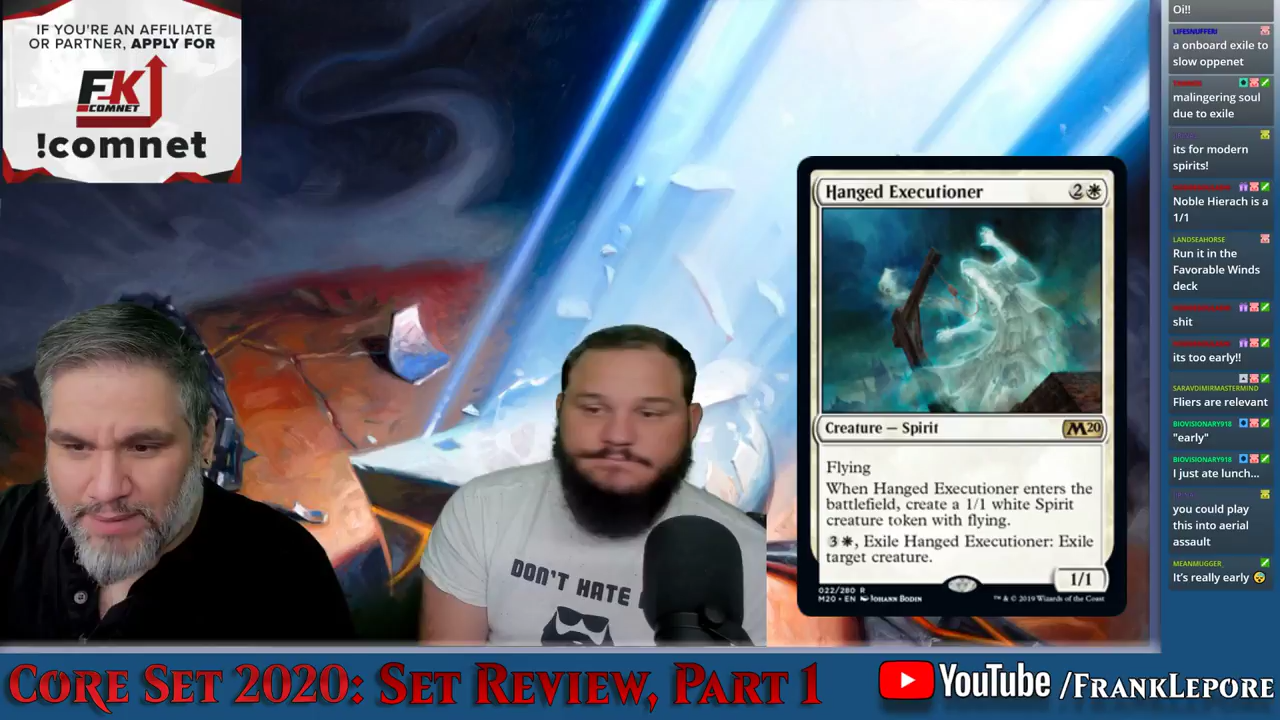 IF YOU'RE AN AFFILIATE
OR PARTNER, APPLY FOR
FK
COMNET
!comnet
Hanged Executioner
2
Creature — Spirit
M20
Flying
When Hanged Executioner enters the
battlefield, create a 1/1 white Spirit
creature token with flying.
3, Exile Hanged Executioner: Exile
target creature.
1/1
022/280 R
M20 • EN JOHANN BODIN
™ & © 2019 Wizards of the Coast
DON'T HATE
Oi!!
LIFESNUFFERJ
a onboard exile to
slow oppenet
malingering soul
due to exile
its for modern
spirits!
Noble Hierach is a
1/1
LANDSEAHORSE
Run it in the
Favorable Winds
deck
shit
its too early!!
SARAVDIMIRMASTERMIND
Fliers are relevant
BIOVISIONARY918
"early"
BIOVISIONARY918
I just ate lunch...
you could play
this into aerial
assault
MEANMUGGER_
It's really early
CORE SET 2020: SET REVIEW, PART 1
YouTube /FRANKLEPORE